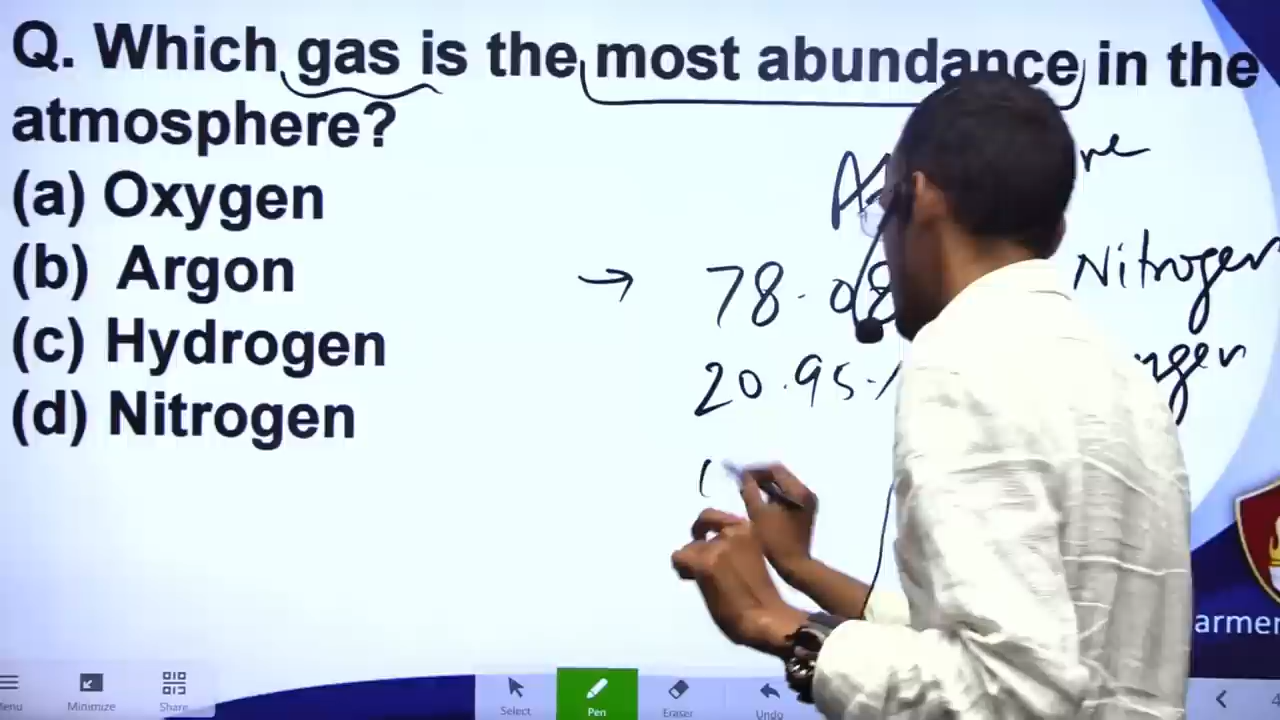 Q. Which gas is the most abundance in the
atmosphere?
(a) Oxygen
(b) Argon
(c) Hydrogen
(d) Nitrogen
→ 78.08 Nitrogen
20.95%
Minimize
Share
Select
Pen
Eraser
Undo